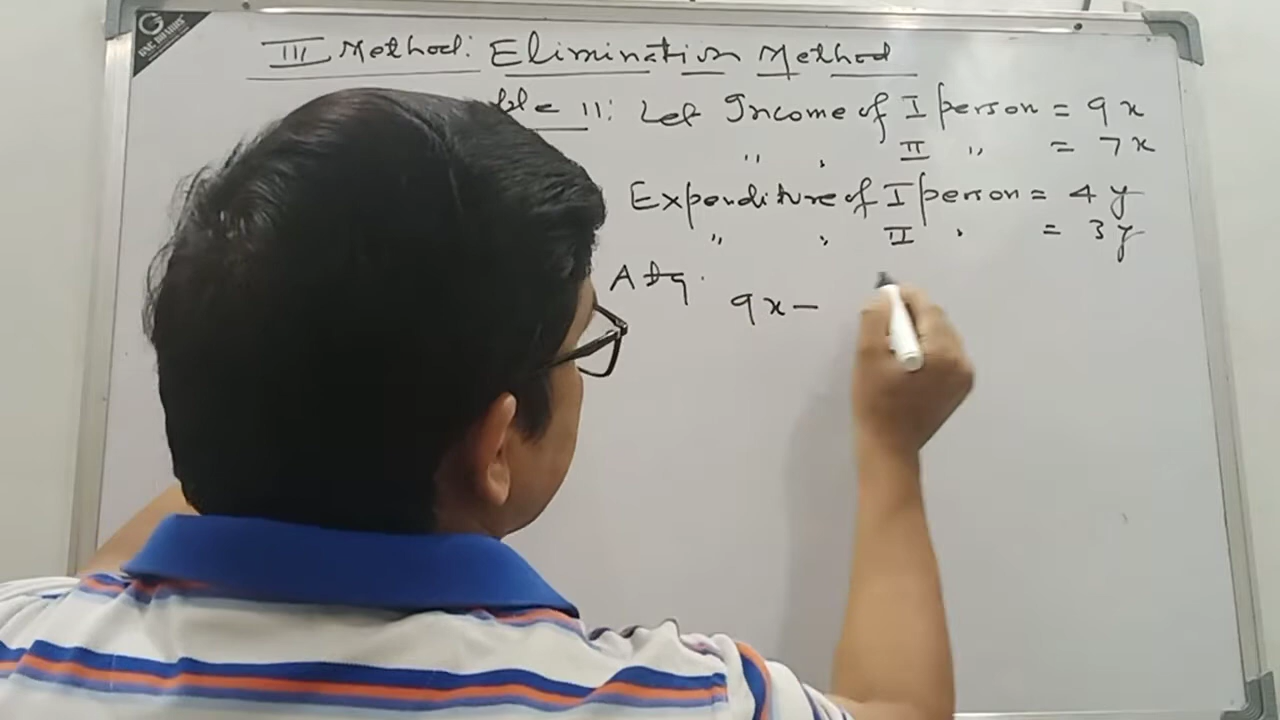 III Method: Elimination Method
ple 11: Let Income of I person = 9x
" , II " = 7x
Expenditure of I person = 4y
" , II , = 3y
Atq.
9x -